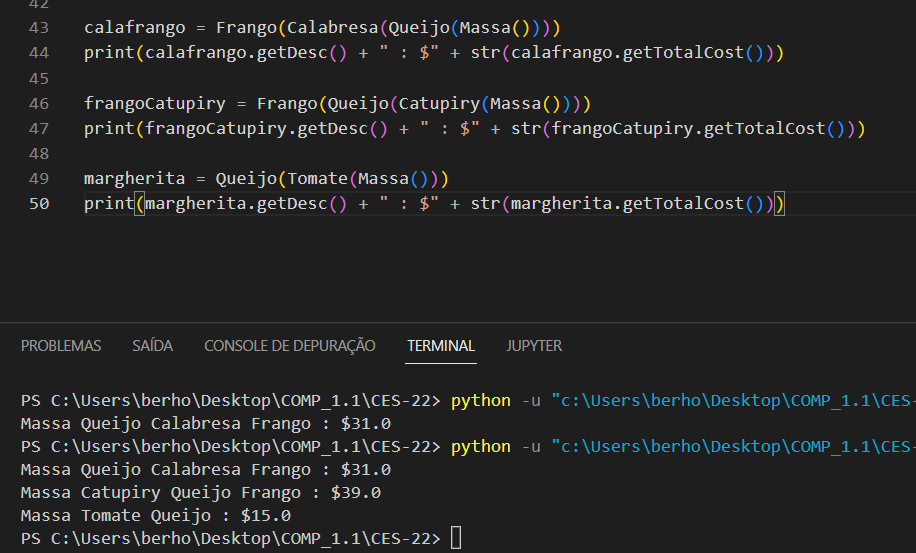 42
43 calafrango = Frango(Calabresa(Queijo(Massa())))
44 print(calafrango.getDesc() + " : $" + str(calafrango.getTotalCost()))
45
46 frangoCatupiry = Frango(Queijo(Catupiry(Massa())))
47 print(frangoCatupiry.getDesc() + " : $" + str(frangoCatupiry.getTotalCost()))
48
49 margherita = Queijo(Tomate(Massa()))
50 print(margherita.getDesc() + " : $" + str(margherita.getTotalCost()))
PROBLEMAS SAÍDA CONSOLE DE DEPURAÇÃO TERMINAL JUPYTER
PS C:\Users\berho\Desktop\COMP_1.1\CES-22> python -u "c:\Users\berho\Desktop\COMP_1.1\CES-
Massa Queijo Calabresa Frango : $31.0
PS C:\Users\berho\Desktop\COMP_1.1\CES-22> python -u "c:\Users\berho\Desktop\COMP_1.1\CES-
Massa Queijo Calabresa Frango : $31.0
Massa Catupiry Queijo Frango : $39.0
Massa Tomate Queijo : $15.0
PS C:\Users\berho\Desktop\COMP_1.1\CES-22>